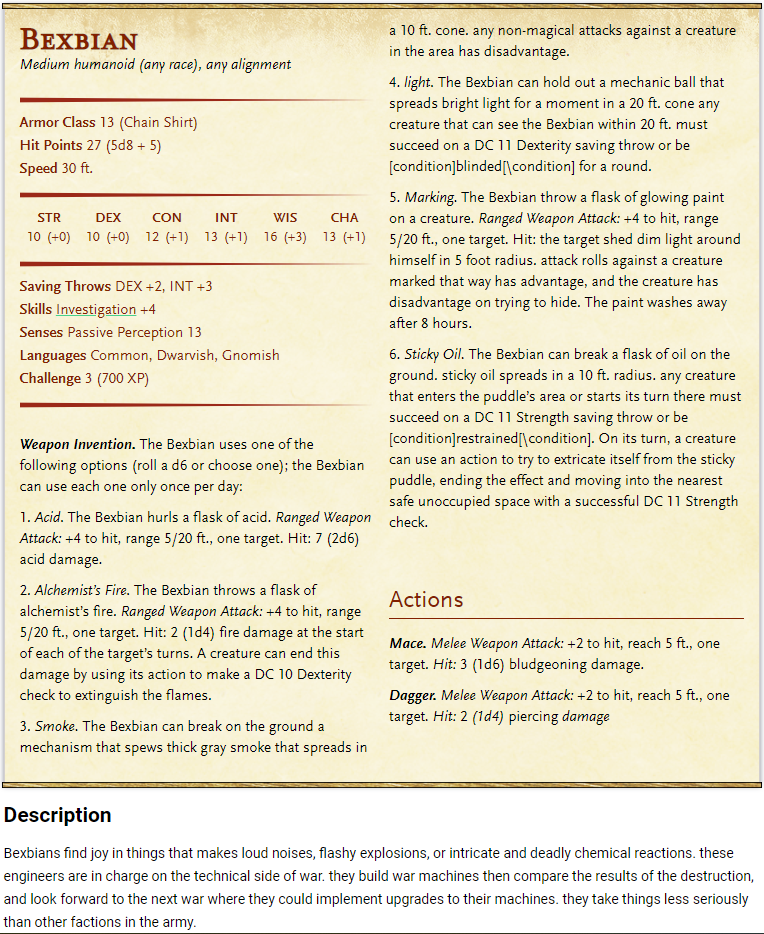 Bexbian
Medium humanoid (any race), any alignment
Armor Class 13 (Chain Shirt)
Hit Points 27 (5d8 + 5)
Speed 30 ft.
STR DEX CON INT WIS CHA
10 (+0) 10 (+0) 12 (+1) 13 (+1) 16 (+3) 13 (+1)
Saving Throws DEX +2, INT +3
Skills Investigation +4
Senses Passive Perception 13
Languages Common, Dwarvish, Gnomish
Challenge 3 (700 XP)
Weapon Invention. The Bexbian uses one of the
following options (roll a d6 or choose one); the Bexbian
can use each one only once per day:
1. Acid. The Bexbian hurls a flask of acid. Ranged Weapon
Attack: +4 to hit, range 5/20 ft., one target. Hit: 7 (2d6)
acid damage.
2. Alchemist's Fire. The Bexbian throws a flask of
alchemist's fire. Ranged Weapon Attack: +4 to hit, range
5/20 ft., one target. Hit: 2 (1d4) fire damage at the start
of each of the target's turns. A creature can end this
damage by using its action to make a DC 10 Dexterity
check to extinguish the flames.
3. Smoke. The Bexbian can break on the ground a
mechanism that spews thick gray smoke that spreads in
a 10 ft. cone. any non-magical attacks against a creature
in the area has disadvantage.
4. light. The Bexbian can hold out a mechanic ball that
spreads bright light for a moment in a 20 ft. cone any
creature that can see the Bexbian within 20 ft. must
succeed on a DC 11 Dexterity saving throw or be
[condition]blinded[\condition] for a round.
5. Marking. The Bexbian throw a flask of glowing paint
on a creature. Ranged Weapon Attack: +4 to hit, range
5/20 ft., one target. Hit: the target shed dim light around
himself in 5 foot radius. attack rolls against a creature
marked that way has advantage, and the creature has
disadvantage on trying to hide. The paint washes away
after 8 hours.
6. Sticky Oil. The Bexbian can break a flask of oil on the
ground. sticky oil spreads in a 10 ft. radius. any creature
that enters the puddle's area or starts its turn there must
succeed on a DC 11 Strength saving throw or be
[condition]restrained[\condition]. On its turn, a creature
can use an action to try to extricate itself from the sticky
puddle, ending the effect and moving into the nearest
safe unoccupied space with a successful DC 11 Strength
check.
Actions
Mace. Melee Weapon Attack: +2 to hit, reach 5 ft., one
target. Hit: 3 (1d6) bludgeoning damage.
Dagger. Melee Weapon Attack: +2 to hit, reach 5 ft., one
target. Hit: 2 (1d4) piercing damage
Description
Bexbians find joy in things that makes loud noises, flashy explosions, or intricate and deadly chemical reactions. these
engineers are in charge on the technical side of war. they build war machines then compare the results of the destruction,
and look forward to the next war where they could implement upgrades to their machines. they take things less seriously
than other factions in the army.